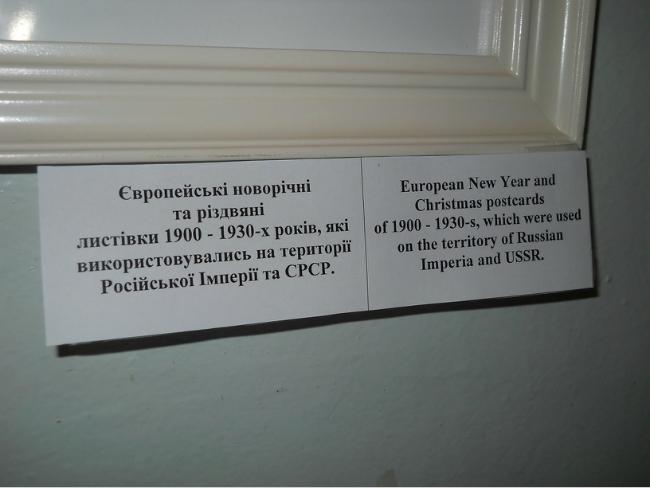 Європейські новорічні
та різдвяні
листівки 1900 - 1930-х років, які
використовувались на території
Російської Імперії та СРСР.
European New Year and
Christmas postcards
of 1900 - 1930-s, which were used
on the territory of Russian
Imperia and USSR.